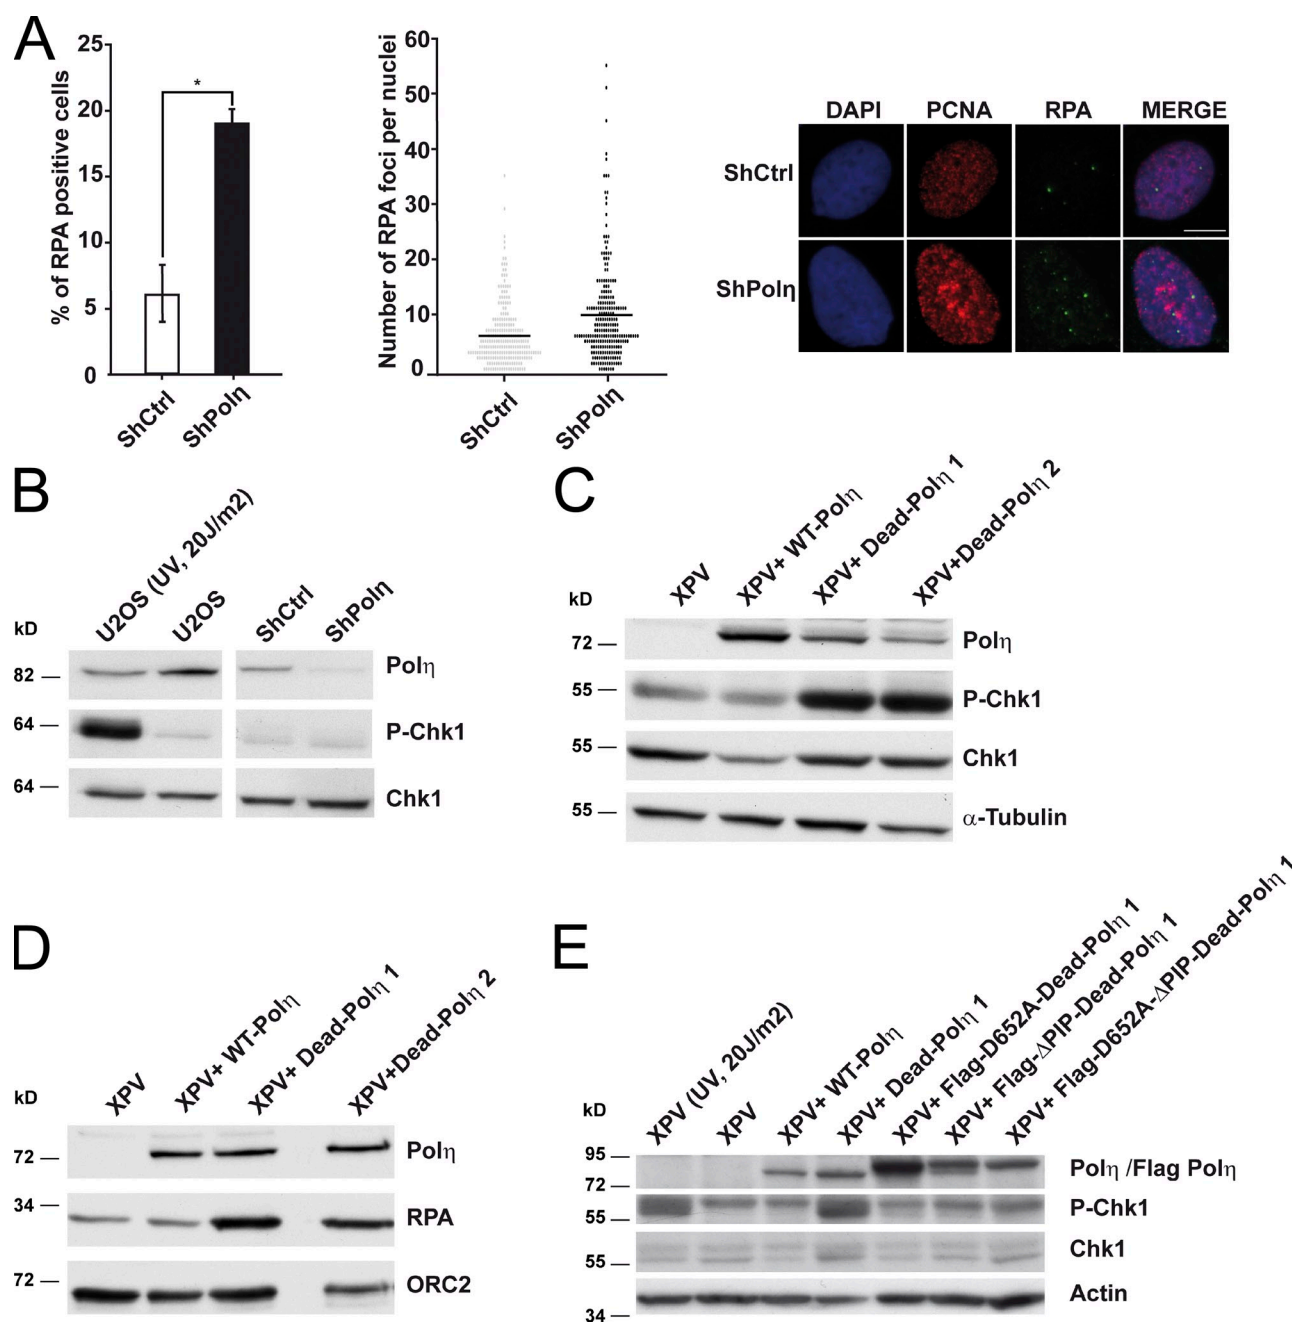 A
% of RPA positive cells
25
20
15
10
5
0
*
ShCtrl
ShPolη
Number of RPA foci per nuclei
60
50
40
30
20
10
0
ShCtrl
ShPolη
DAPI PCNA RPA MERGE
ShCtrl
ShPolη
B
kD
U2OS (UV, 20J/m2)
U2OS
ShCtrl
ShPolη
82
Polη
64
P-Chk1
64
Chk1
C
kD
XPV
XPV+ WT-Polη
XPV+ Dead-Polη 1
XPV+Dead-Polη 2
72
Polη
55
P-Chk1
55
Chk1
55
α-Tubulin
D
kD
XPV
XPV+ WT-Polη
XPV+ Dead-Polη 1
XPV+Dead-Polη 2
72
Polη
34
RPA
72
ORC2
E
kD
XPV (UV, 20J/m2)
XPV
XPV+ WT-Polη
XPV+ Dead-Polη 1
XPV+ Flag-D652A-Dead-Polη 1
XPV+ Flag-ΔPIP-Dead-Polη 1
XPV+ Flag-D652A-ΔPIP-Dead-Polη 1
95
72
Polη /Flag Polη
55
P-Chk1
55
Chk1
34
Actin